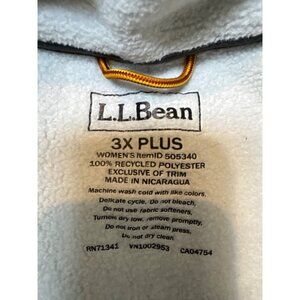 L.L.Bean
3X PLUS
WOMEN'S ItemID 505340
100% RECYCLED POLYESTER
EXCLUSIVE OF TRIM
MADE IN NICARAGUA
Machine wash cold with like colors.
Delicate cycle. Do not bleach.
Do not use fabric softeners.
Tumble dry low, remove promptly.
Do not iron or steam press.
Do not dry clean.
RN71341 VN1002953 CA04754